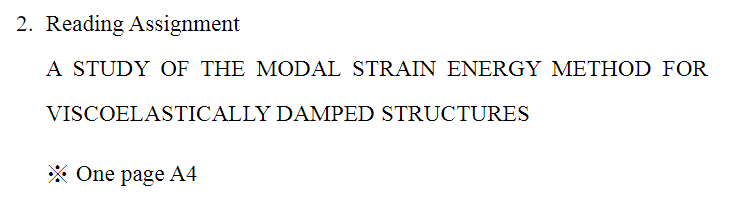 2. Reading Assignment
A STUDY OF THE MODAL STRAIN ENERGY METHOD FOR
VISCOELASTICALLY DAMPED STRUCTURES
※ One page A4